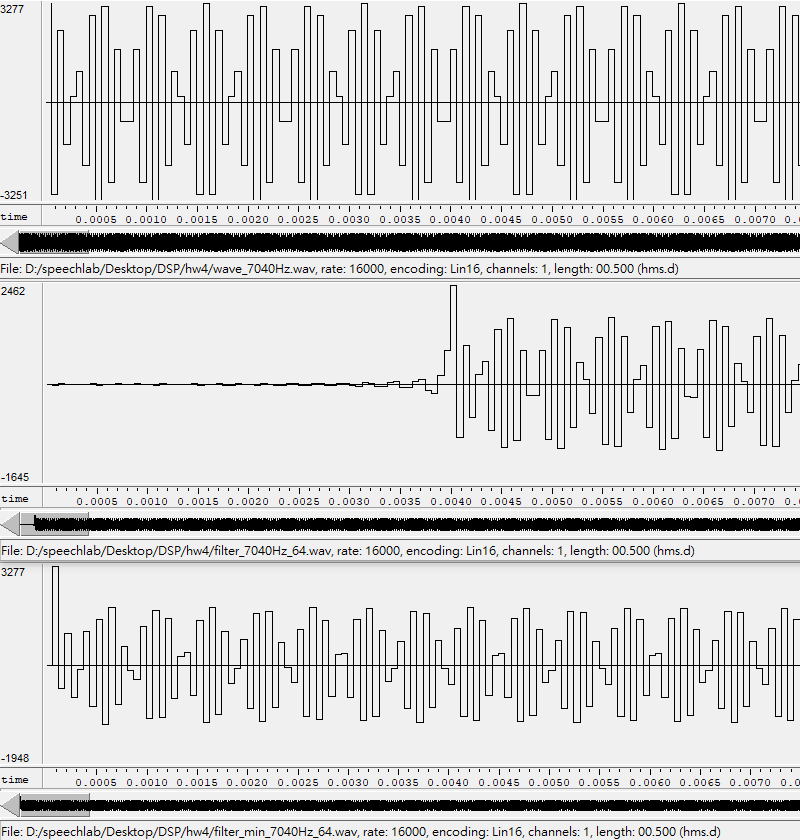 3277
-3251
time 0.0005 0.0010 0.0015 0.0020 0.0025 0.0030 0.0035 0.0040 0.0045 0.0050 0.0055 0.0060 0.0065 0.0070 0.
File: D:/speechlab/Desktop/DSP/hw4/wave_7040Hz.wav, rate: 16000, encoding: Lin16, channels: 1, length: 00.500 (hms.d)
2462
-1645
time 0.0005 0.0010 0.0015 0.0020 0.0025 0.0030 0.0035 0.0040 0.0045 0.0050 0.0055 0.0060 0.0065 0.0070 0.0
File: D:/speechlab/Desktop/DSP/hw4/filter_7040Hz_64.wav, rate: 16000, encoding: Lin16, channels: 1, length: 00.500 (hms.d)
3277
-1948
time 0.0005 0.0010 0.0015 0.0020 0.0025 0.0030 0.0035 0.0040 0.0045 0.0050 0.0055 0.0060 0.0065 0.0070 0.0
File: D:/speechlab/Desktop/DSP/hw4/filter_min_7040Hz_64.wav, rate: 16000, encoding: Lin16, channels: 1, length: 00.500 (hms.d)